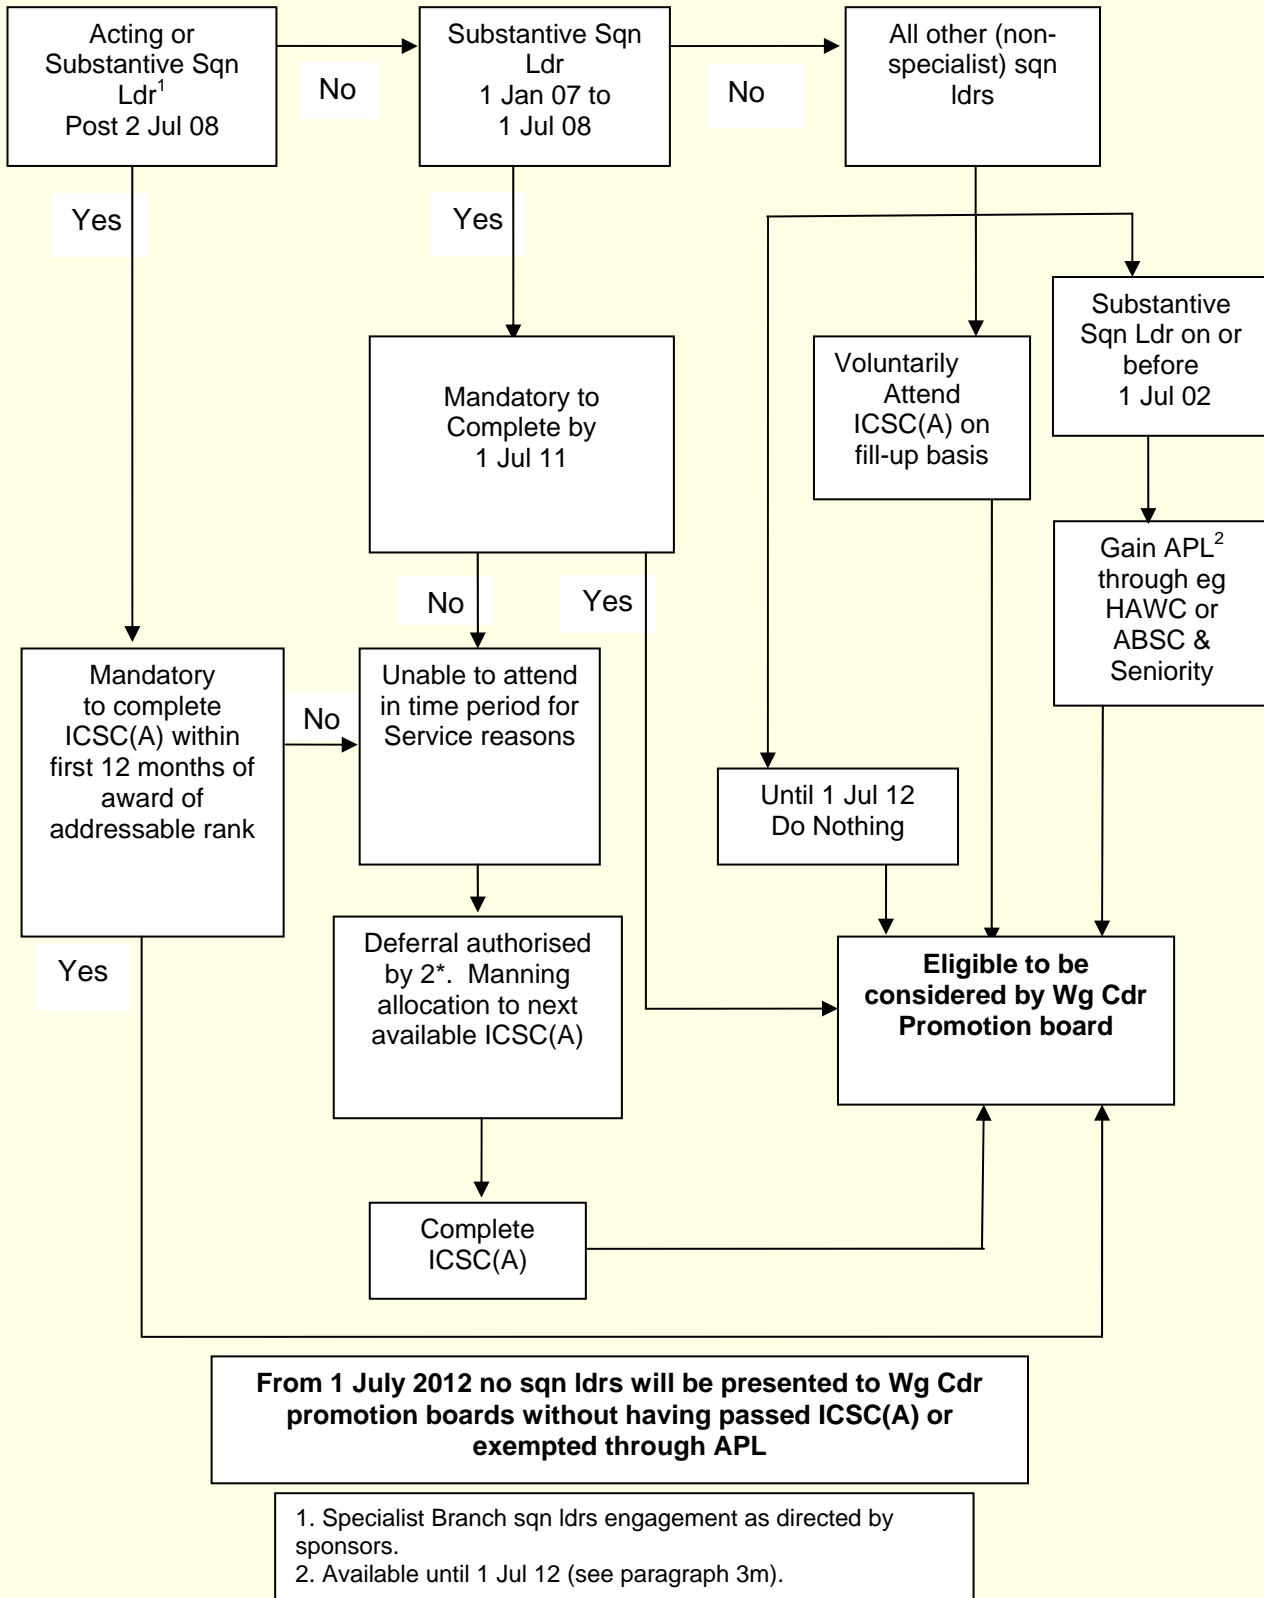 Acting or
Substantive Sqn
Ldr1
Post 2 Jul 08
No
Substantive Sqn
Ldr
1 Jan 07 to
1 Jul 08
No
All other (non-
specialist) sqn
ldrs
Yes
Yes
Mandatory to
Complete by
1 Jul 11
Voluntarily
Attend
ICSC(A) on
fill-up basis
Substantive
Sqn Ldr on or
before
1 Jul 02
Gain APL2
through eg
HAWC or
ABSC &
Seniority
No
Yes
Mandatory
to complete
ICSC(A) within
first 12 months of
award of
addressable rank
No
Unable to attend
in time period for
Service reasons
Until 1 Jul 12
Do Nothing
Yes
Deferral authorised
by 2*. Manning
allocation to next
available ICSC(A)
Eligible to be
considered by Wg Cdr
Promotion board
Complete
ICSC(A)
From 1 July 2012 no sqn ldrs will be presented to Wg Cdr
promotion boards without having passed ICSC(A) or
exempted through APL
1. Specialist Branch sqn ldrs engagement as directed by
sponsors.
2. Available until 1 Jul 12 (see paragraph 3m).